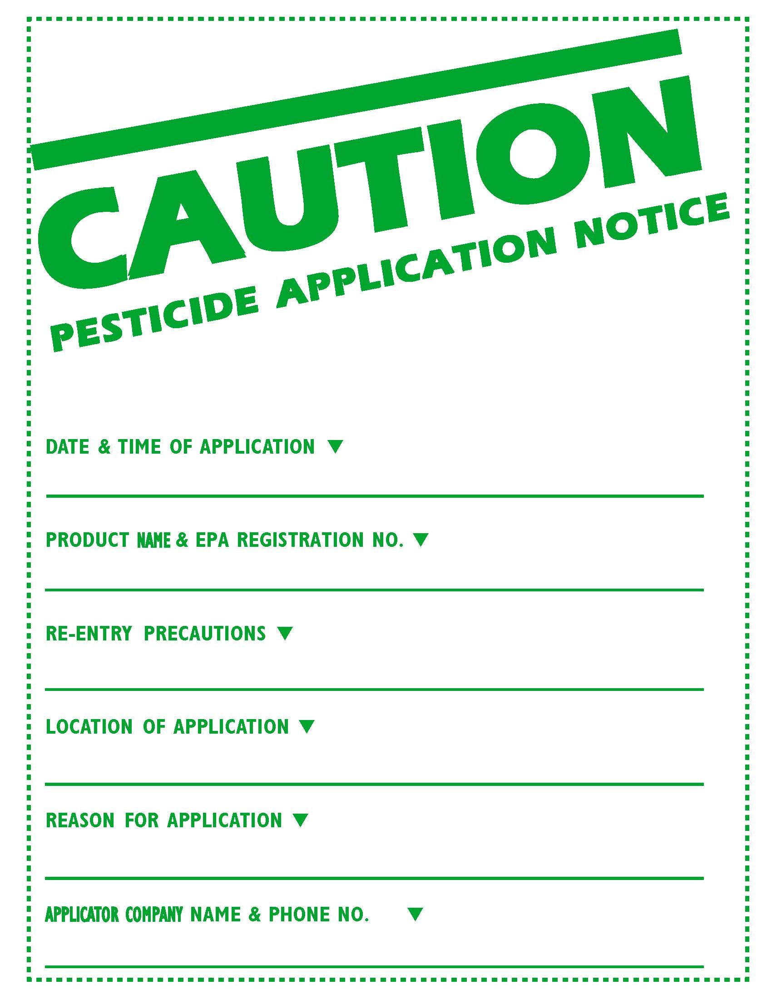 CAUTION
PESTICIDE APPLICATION NOTICE
DATE & TIME OF APPLICATION ▼
PRODUCT NAME & EPA REGISTRATION NO. ▼
RE-ENTRY PRECAUTIONS ▼
LOCATION OF APPLICATION ▼
REASON FOR APPLICATION ▼
APPLICATOR COMPANY NAME & PHONE NO. ▼